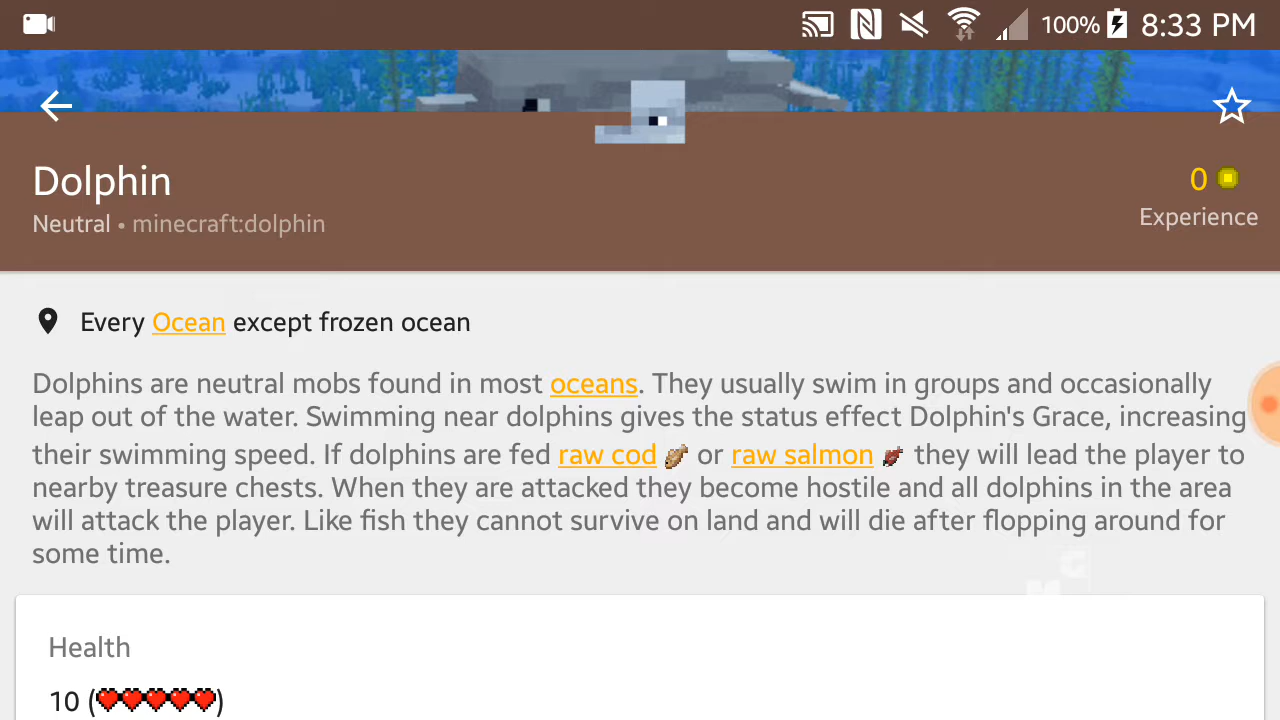 100% 8:33 PM
Dolphin
0
Neutral • minecraft:dolphin
Experience
Every Ocean except frozen ocean
Dolphins are neutral mobs found in most oceans. They usually swim in groups and occasionally
leap out of the water. Swimming near dolphins gives the status effect Dolphin's Grace, increasing
their swimming speed. If dolphins are fed raw cod or raw salmon they will lead the player to
nearby treasure chests. When they are attacked they become hostile and all dolphins in the area
will attack the player. Like fish they cannot survive on land and will die after flopping around for
some time.
Health
10 (❤❤❤❤❤)